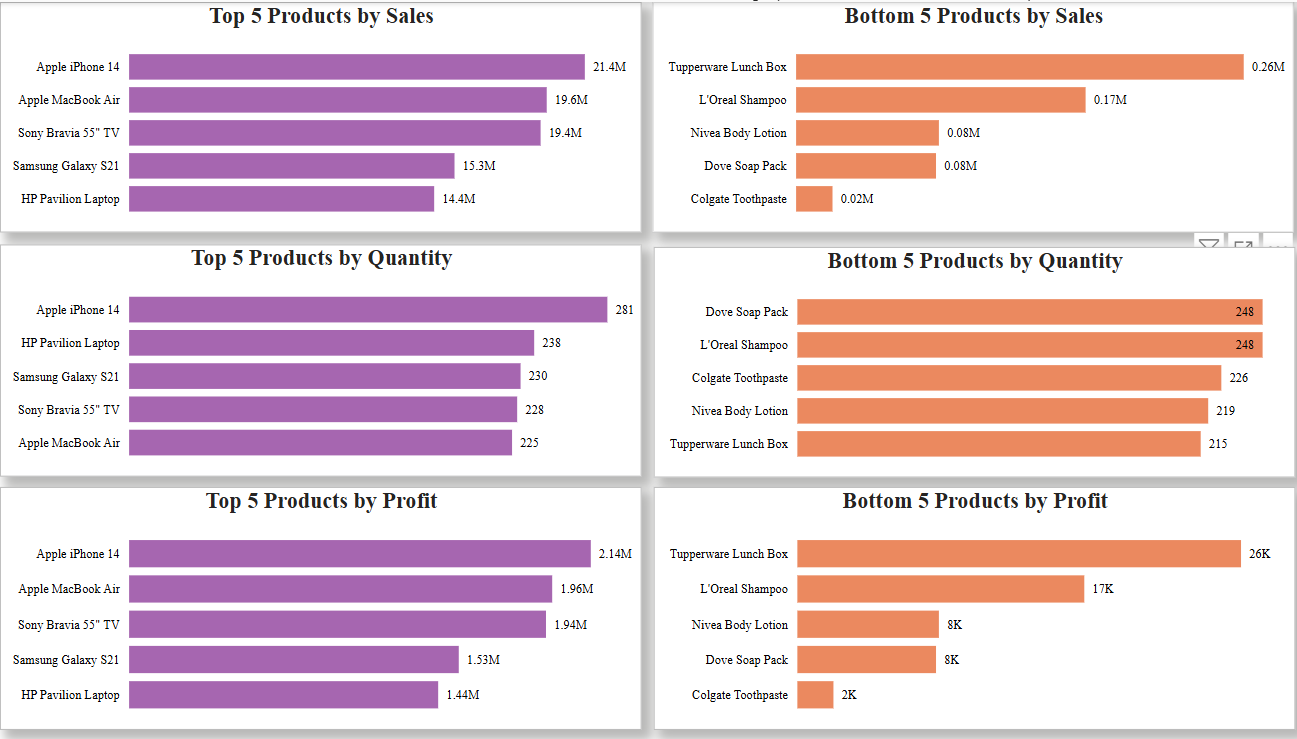 Top 5 Products by Sales
Apple iPhone 14 21.4M
Apple MacBook Air 19.6M
Sony Bravia 55" TV 19.4M
Samsung Galaxy S21 15.3M
HP Pavilion Laptop 14.4M
Bottom 5 Products by Sales
Tupperware Lunch Box 0.26M
L'Oreal Shampoo 0.17M
Nivea Body Lotion 0.08M
Dove Soap Pack 0.08M
Colgate Toothpaste 0.02M
Top 5 Products by Quantity
Apple iPhone 14 281
HP Pavilion Laptop 238
Samsung Galaxy S21 230
Sony Bravia 55" TV 228
Apple MacBook Air 225
Bottom 5 Products by Quantity
Dove Soap Pack 248
L'Oreal Shampoo 248
Colgate Toothpaste 226
Nivea Body Lotion 219
Tupperware Lunch Box 215
Top 5 Products by Profit
Apple iPhone 14 2.14M
Apple MacBook Air 1.96M
Sony Bravia 55" TV 1.94M
Samsung Galaxy S21 1.53M
HP Pavilion Laptop 1.44M
Bottom 5 Products by Profit
Tupperware Lunch Box 26K
L'Oreal Shampoo 17K
Nivea Body Lotion 8K
Dove Soap Pack 8K
Colgate Toothpaste 2K